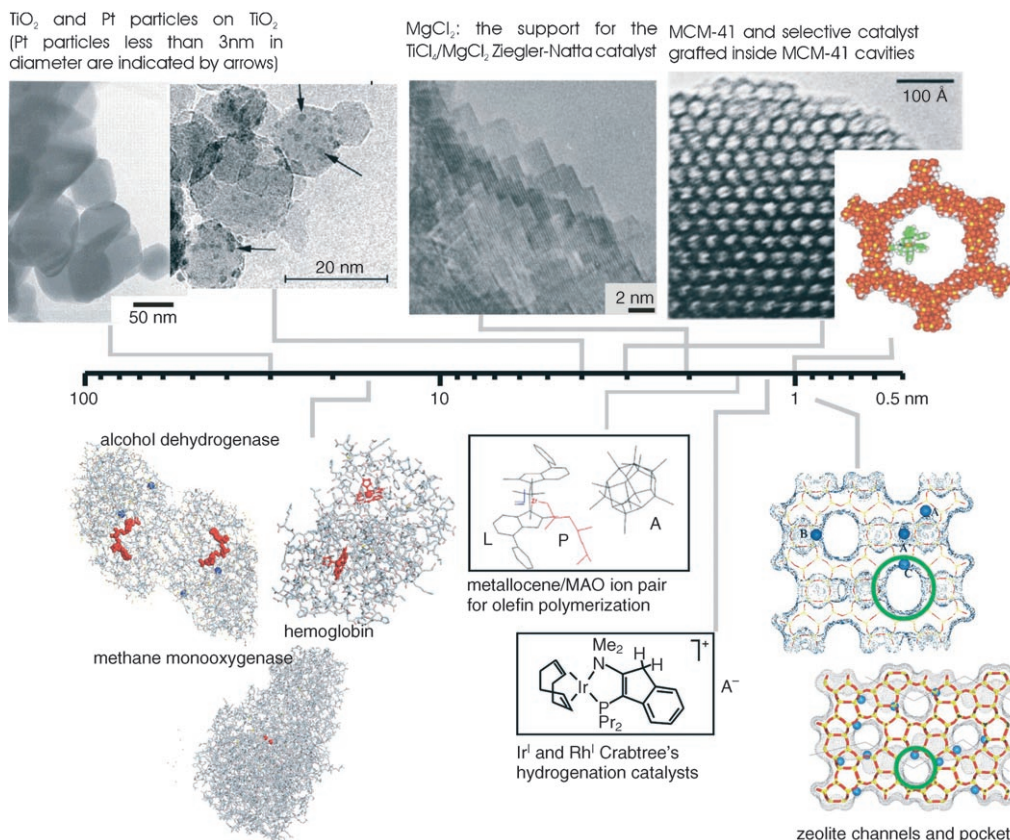 TiO₂ and Pt particles on TiO₂
(Pt particles less than 3nm in
diameter are indicated by arrows)
MgCl₂: the support for the
TiCl₄/MgCl₂ Ziegler-Natta catalyst
MCM-41 and selective catalyst
grafted inside MCM-41 cavities
100 Å
20 nm
2 nm
50 nm
100
10
1
0.5 nm
alcohol dehydrogenase
hemoglobin
methane monooxygenase
L
P
A
metallocene/MAO ion pair
for olefin polymerization
Me₂
N
H
H
+
Ir
P
Pr₂
A⁻
Irᴵ and Rhᴵ Crabtree's
hydrogenation catalysts
B
A
C
zeolite channels and pocket